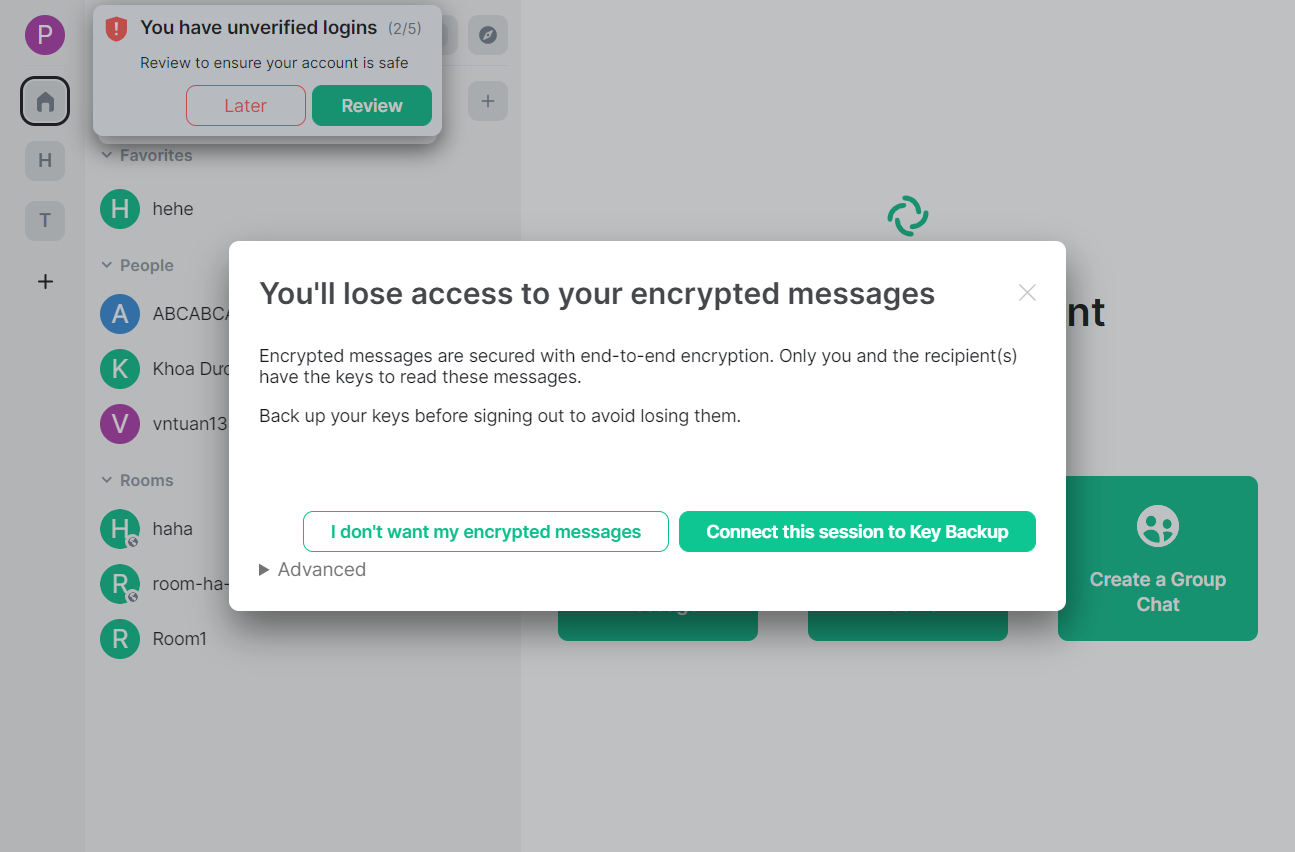 P
You have unverified logins (2/5)
Review to ensure your account is safe
Later
Review
H
T
Favorites
H hehe
People
A ABCABCA
K Khoa Dượ
V vntuan13
Rooms
H haha
R room-ha-
R Room1
nt
Create a Group
Chat
You'll lose access to your encrypted messages
Encrypted messages are secured with end-to-end encryption. Only you and the recipient(s)
have the keys to read these messages.
Back up your keys before signing out to avoid losing them.
I don't want my encrypted messages
Connect this session to Key Backup
Advanced